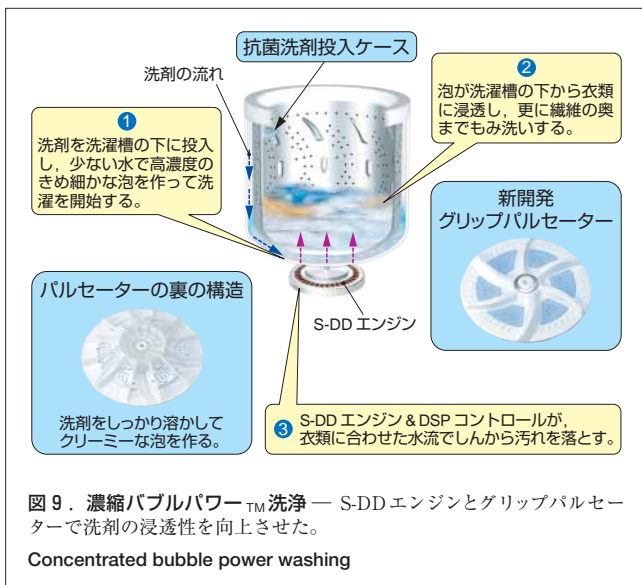 抗菌洗剤投入ケース
洗剤の流れ
1
洗剤を洗濯槽の下に投入
し，少ない水で高濃度の
きめ細かな泡を作って洗
濯を開始する。
2
泡が洗濯槽の下から衣類
に浸透し，更に繊維の奥
までもみ洗いする。
新開発
グリップパルセーター
パルセーターの裏の構造
洗剤をしっかり溶かして
クリーミーな泡を作る。
S-DD エンジン
3 S-DD エンジン & DSP コントロールが，
衣類に合わせた水流でしんから汚れを落とす。
図 9．濃縮バブルパワー™洗浄 — S-DDエンジンとグリップパルセー
ターで洗剤の浸透性を向上させた。
Concentrated bubble power washing